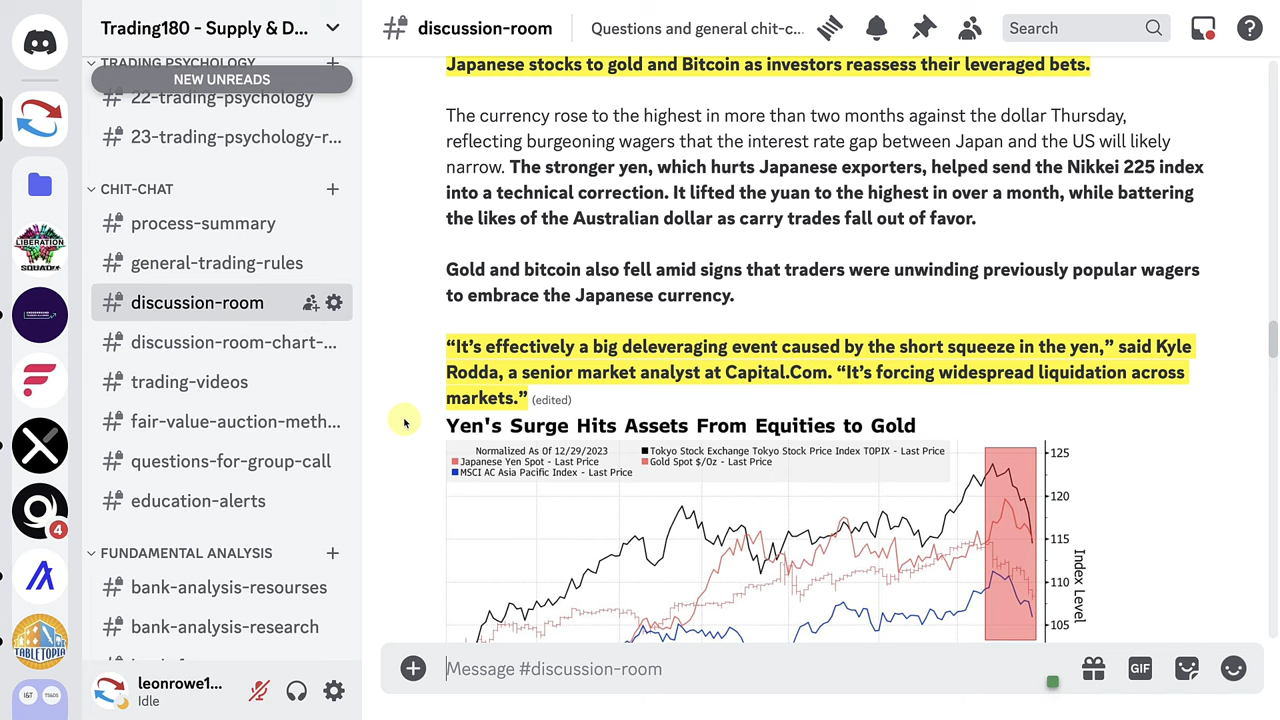 Trading180 - Supply & D...
discussion-room
Questions and general chit-c...
Search
TRADING PSYCHOLOGY
NEW UNREADS
22-trading-psychology
23-trading-psychology-r...
CHIT-CHAT
process-summary
general-trading-rules
discussion-room
discussion-room-chart-...
trading-videos
fair-value-auction-meth...
questions-for-group-call
education-alerts
FUNDAMENTAL ANALYSIS
bank-analysis-resourses
bank-analysis-research
leonrowe1...
Idle
LIBERATION
SQUAD
4
TABLETOPIA
Japanese stocks to gold and Bitcoin as investors reassess their leveraged bets.
The currency rose to the highest in more than two months against the dollar Thursday,
reflecting burgeoning wagers that the interest rate gap between Japan and the US will likely
narrow. The stronger yen, which hurts Japanese exporters, helped send the Nikkei 225 index
into a technical correction. It lifted the yuan to the highest in over a month, while battering
the likes of the Australian dollar as carry trades fall out of favor.
Gold and bitcoin also fell amid signs that traders were unwinding previously popular wagers
to embrace the Japanese currency.
“It’s effectively a big deleveraging event caused by the short squeeze in the yen,” said Kyle
Rodda, a senior market analyst at Capital.Com. “It’s forcing widespread liquidation across
markets.” (edited)
Yen's Surge Hits Assets From Equities to Gold
Normalized As Of 12/29/2023
Tokyo Stock Exchange Tokyo Stock Price Index TOPIX - Last Price
Japanese Yen Spot - Last Price
Gold Spot $/Oz - Last Price
MSCI AC Asia Pacific Index - Last Price
125
120
115
110
105
Index Level
Message #discussion-room
GIF